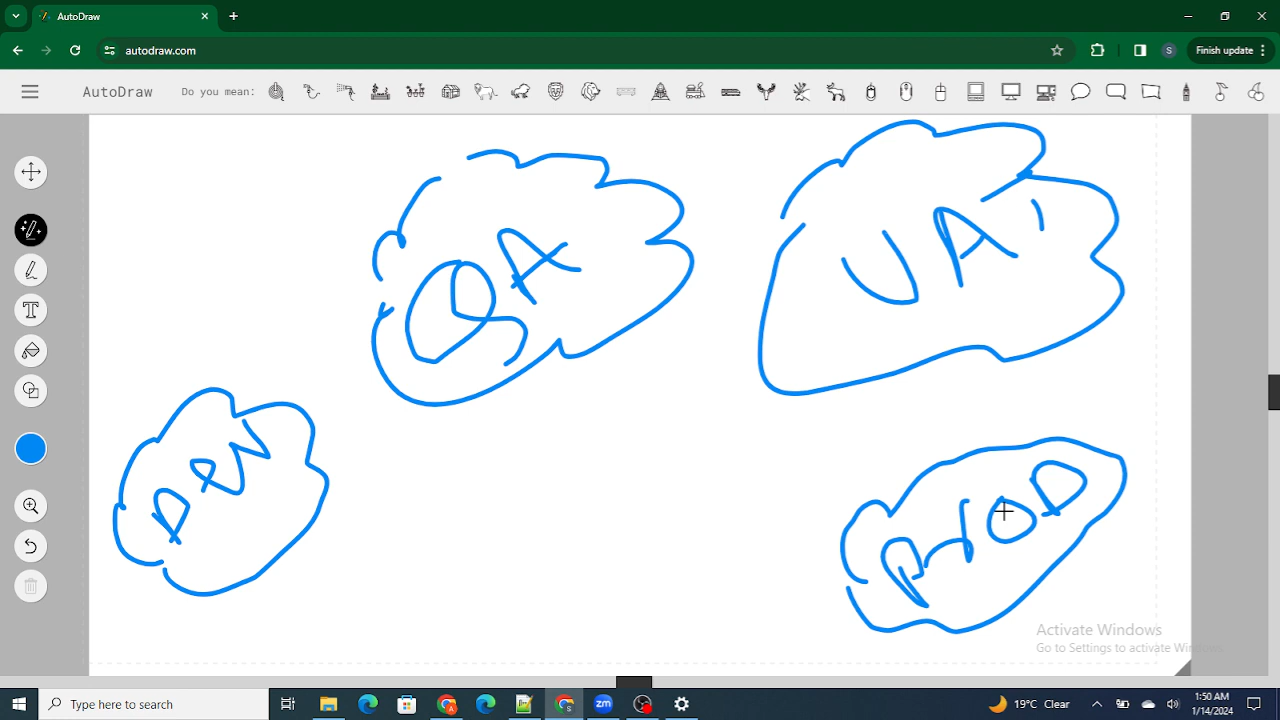 AutoDraw
Finish update
autodraw.com
AutoDraw
Do you mean:
QA
UAT
DEV
PROD
Activate Windows
Go to Settings to activate Windows.
Type here to search
19°C Clear
1:50 AM
1/14/2024